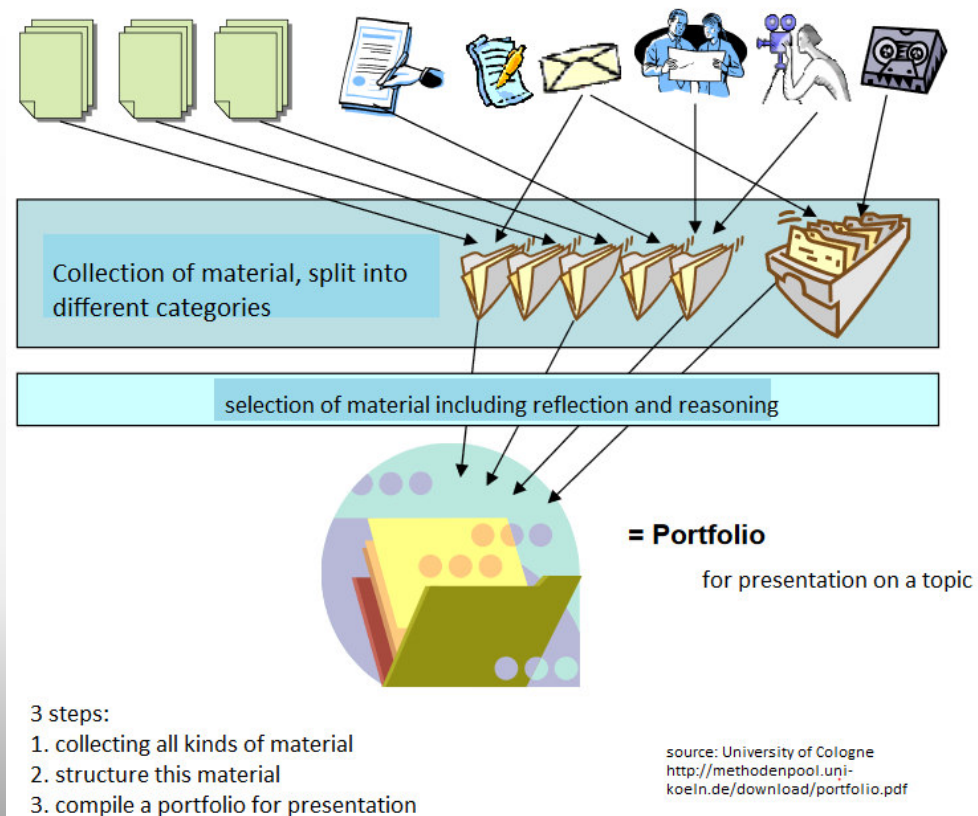 Collection of material, split into
different categories
selection of material including reflection and reasoning
= Portfolio
for presentation on a topic
3 steps:
1. collecting all kinds of material
2. structure this material
3. compile a portfolio for presentation
source: University of Cologne
http://methodenpool.uni-
koeln.de/download/portfolio.pdf